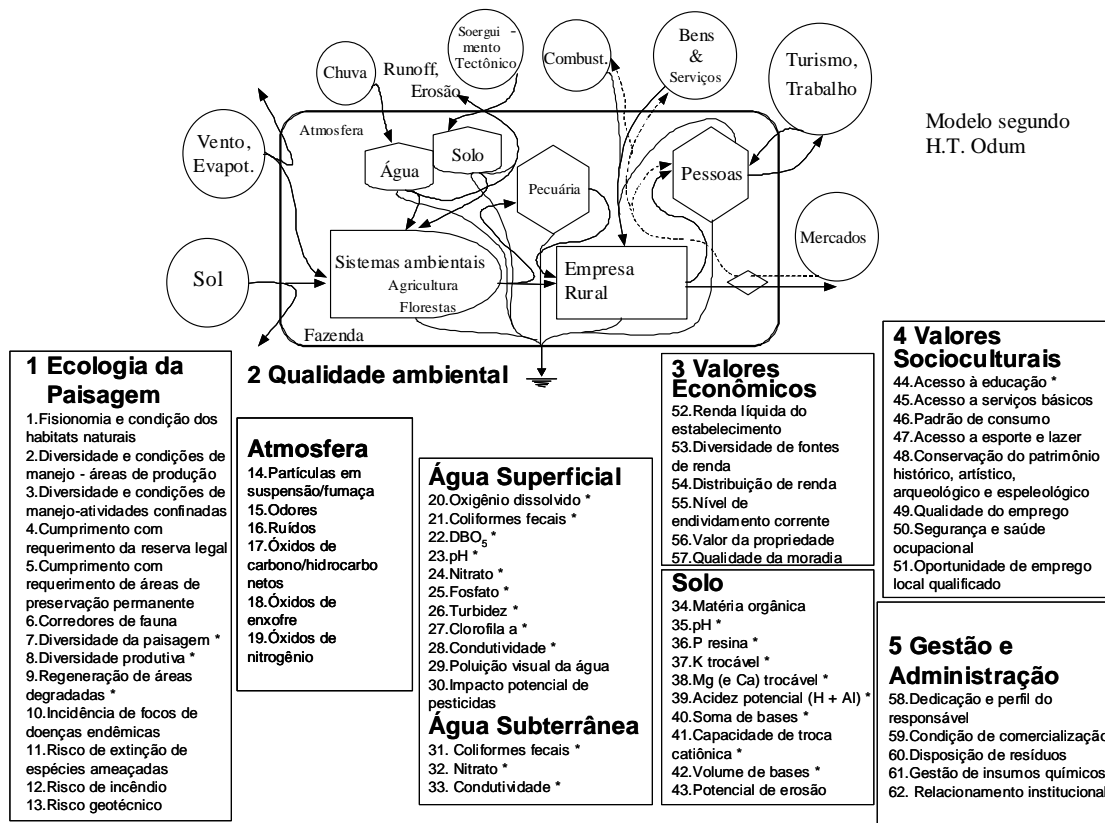 Soergui -
mento
Tectônico
Bens
&
Serviços
Turismo,
Trabalho
Combust.
Chuva
Runoff,
Erosão
Modelo segundo
H.T. Odum
Vento,
Evapot.
Atmosfera
Água
Solo
Pecuária
Pessoas
Mercados
Sol
Sistemas ambientais
Agricultura
Florestas
Empresa
Rural
Fazenda
1 Ecologia da
Paisagem
1.Fisionomia e condição dos
habitats naturais
2.Diversidade e condições de
manejo - áreas de produção
3.Diversidade e condições de
manejo-atividades confinadas
4.Cumprimento com
requerimento da reserva legal
5.Cumprimento com
requerimento de áreas de
preservação permanente
6.Corredores de fauna
7.Diversidade da paisagem *
8.Diversidade produtiva *
9.Regeneração de áreas
degradadas *
10.Incidência de focos de
doenças endêmicas
11.Risco de extinção de
espécies ameaçadas
12.Risco de incêndio
13.Risco geotécnico
2 Qualidade ambiental
Atmosfera
14.Partículas em
suspensão/fumaça
15.Odores
16.Ruídos
17.Óxidos de
carbono/hidrocarbo
netos
18.Óxidos de
enxofre
19.Óxidos de
nitrogênio
Água Superficial
20.Oxigênio dissolvido *
21.Coliformes fecais *
22.DBO5 *
23.pH *
24.Nitrato *
25.Fosfato *
26.Turbidez *
27.Clorofila a *
28.Condutividade *
29.Poluição visual da água
30.Impacto potencial de
pesticidas
Água Subterrânea
31. Coliformes fecais *
32. Nitrato *
33. Condutividade *
3 Valores
Econômicos
52.Renda líquida do
estabelecimento
53.Diversidade de fontes
de renda
54.Distribuição de renda
55.Nível de
endividamento corrente
56.Valor da propriedade
57.Qualidade da moradia
Solo
34.Matéria orgânica
35.pH *
36.P resina *
37.K trocável *
38.Mg (e Ca) trocável *
39.Acidez potencial (H + Al) *
40.Soma de bases *
41.Capacidade de troca
catiônica *
42.Volume de bases *
43.Potencial de erosão
4 Valores
Socioculturais
44.Acesso à educação *
45.Acesso a serviços básicos
46.Padrão de consumo
47.Acesso a esporte e lazer
48.Conservação do patrimônio
histórico, artístico,
arqueológico e espeleológico
49.Qualidade do emprego
50.Segurança e saúde
ocupacional
51.Oportunidade de emprego
local qualificado
5 Gestão e
Administração
58.Dedicação e perfil do
responsável
59.Condição de comercialização
60.Disposição de resíduos
61.Gestão de insumos químicos
62. Relacionamento institucional